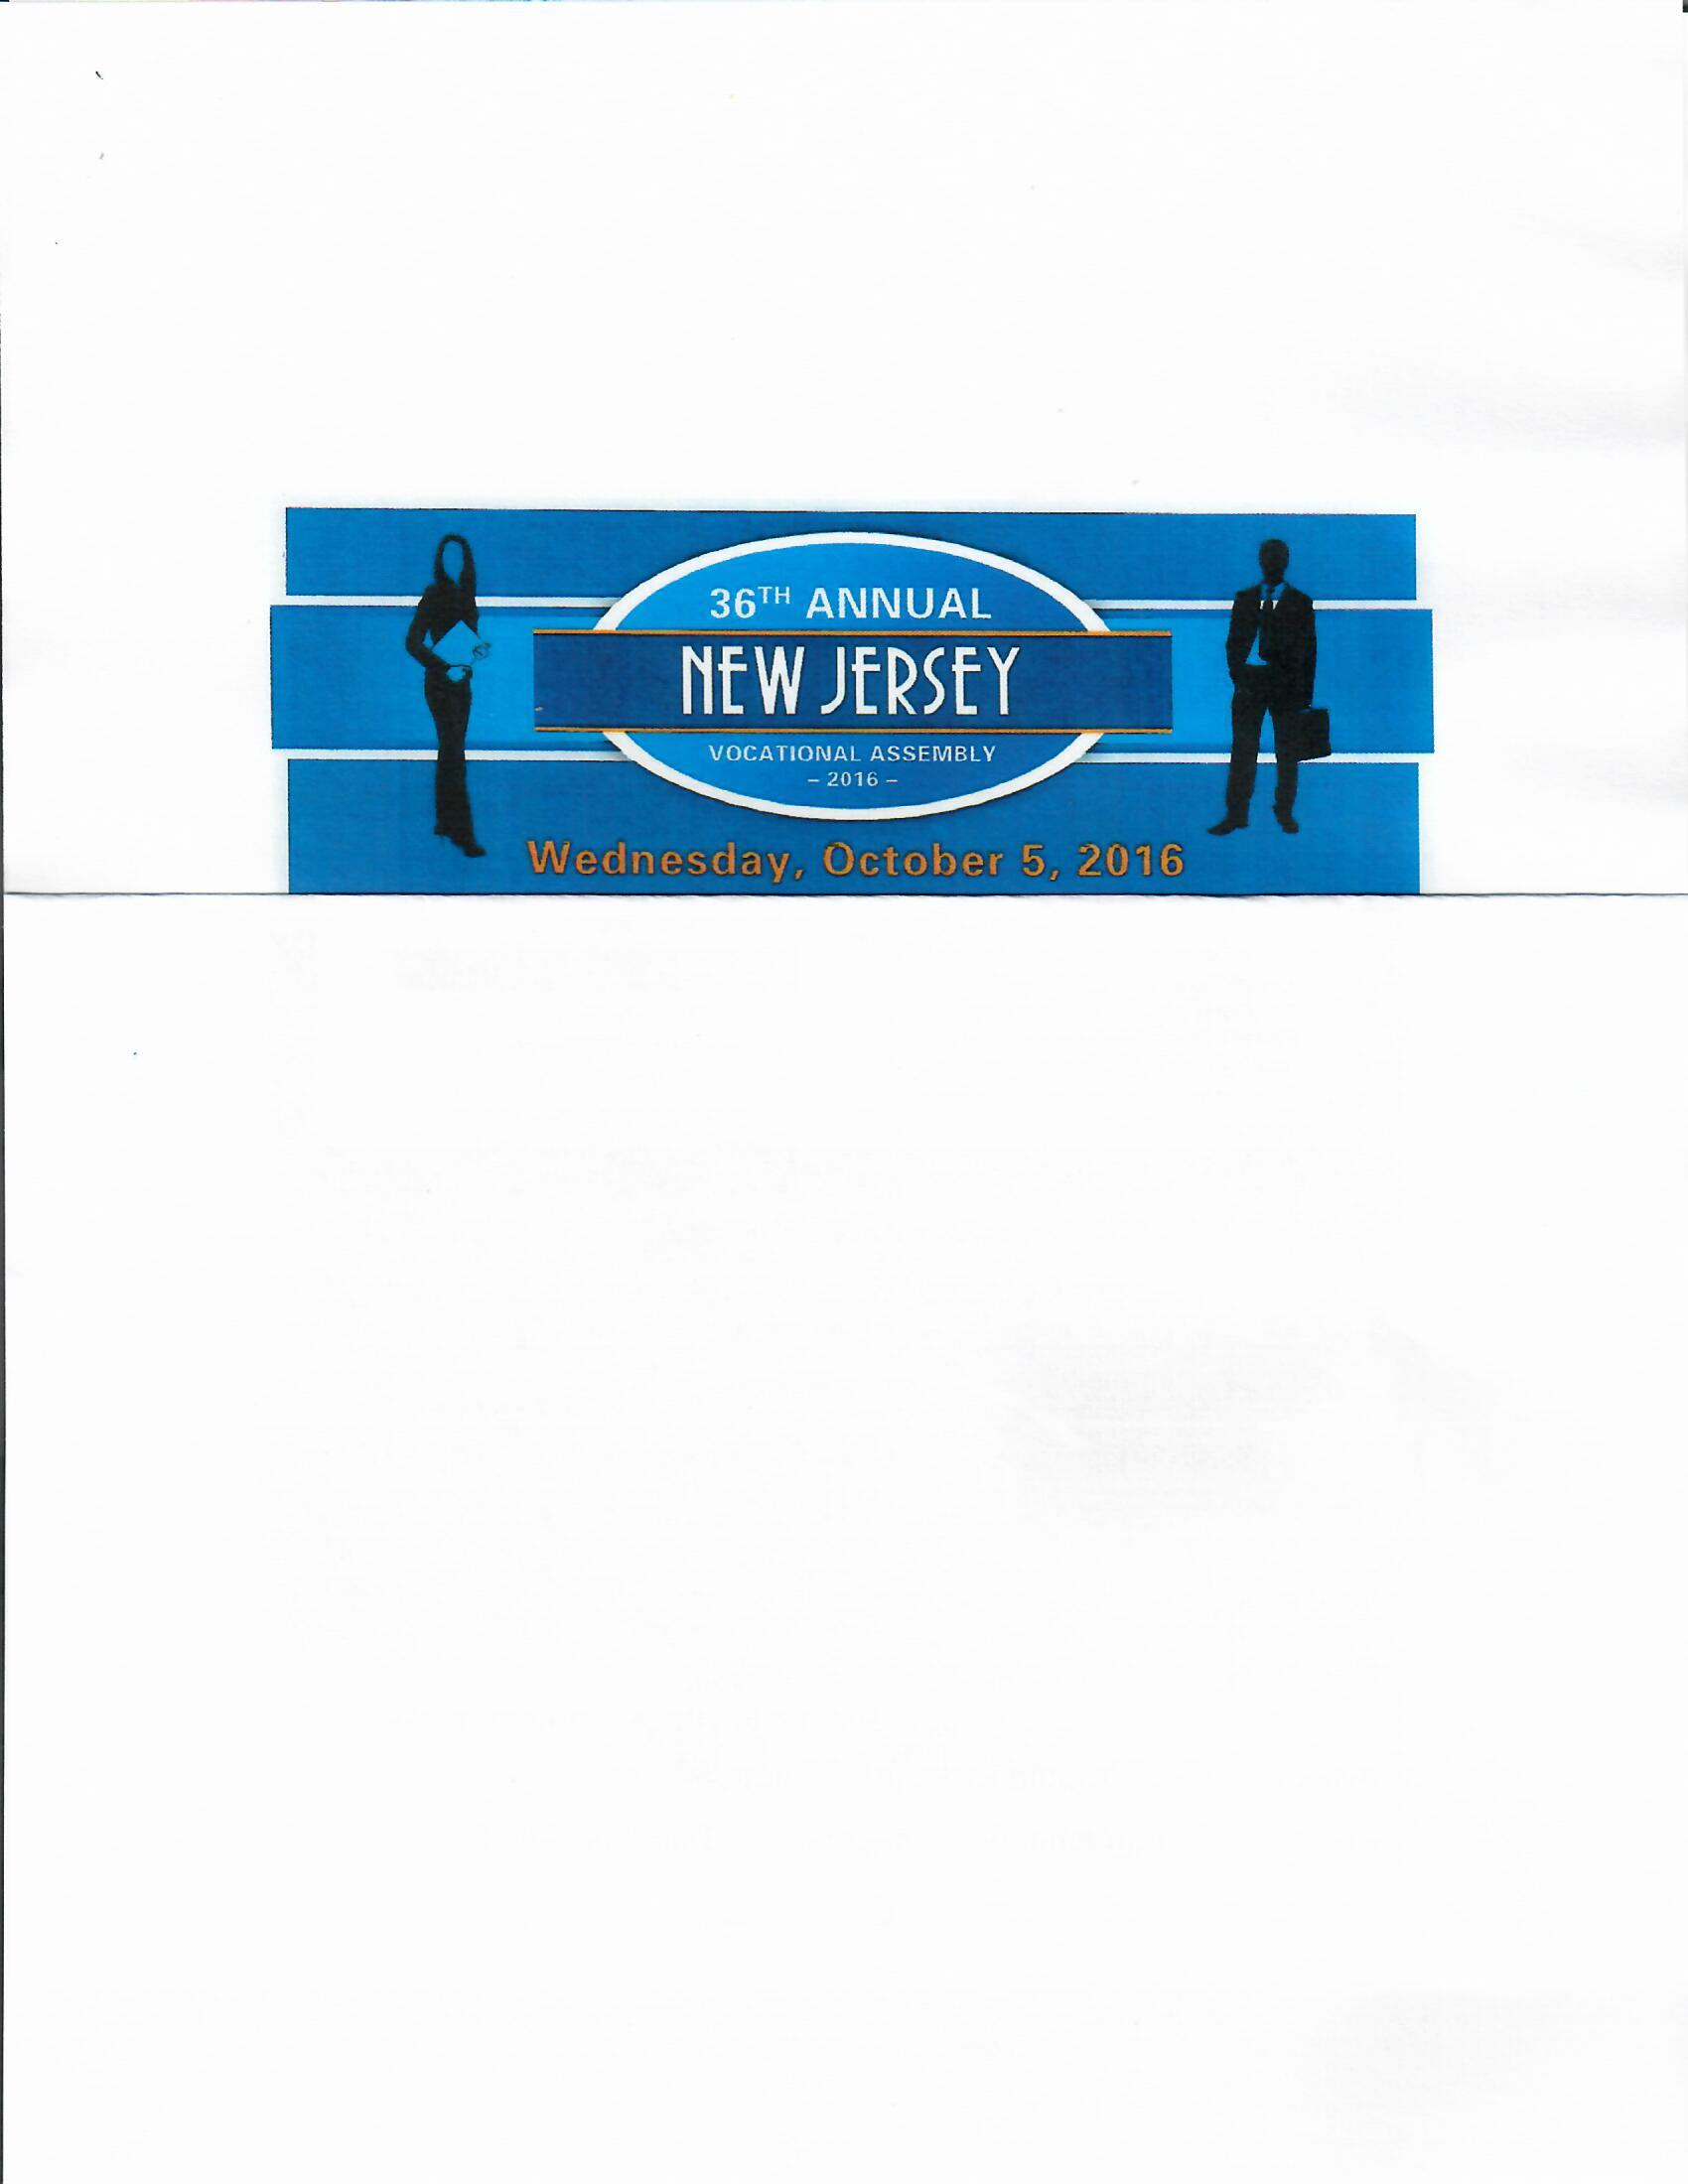 36TH ANNUAL
NEW JERSEY
VOCATIONAL ASSEMBLY
– 2016 –
Wednesday, October 5, 2016